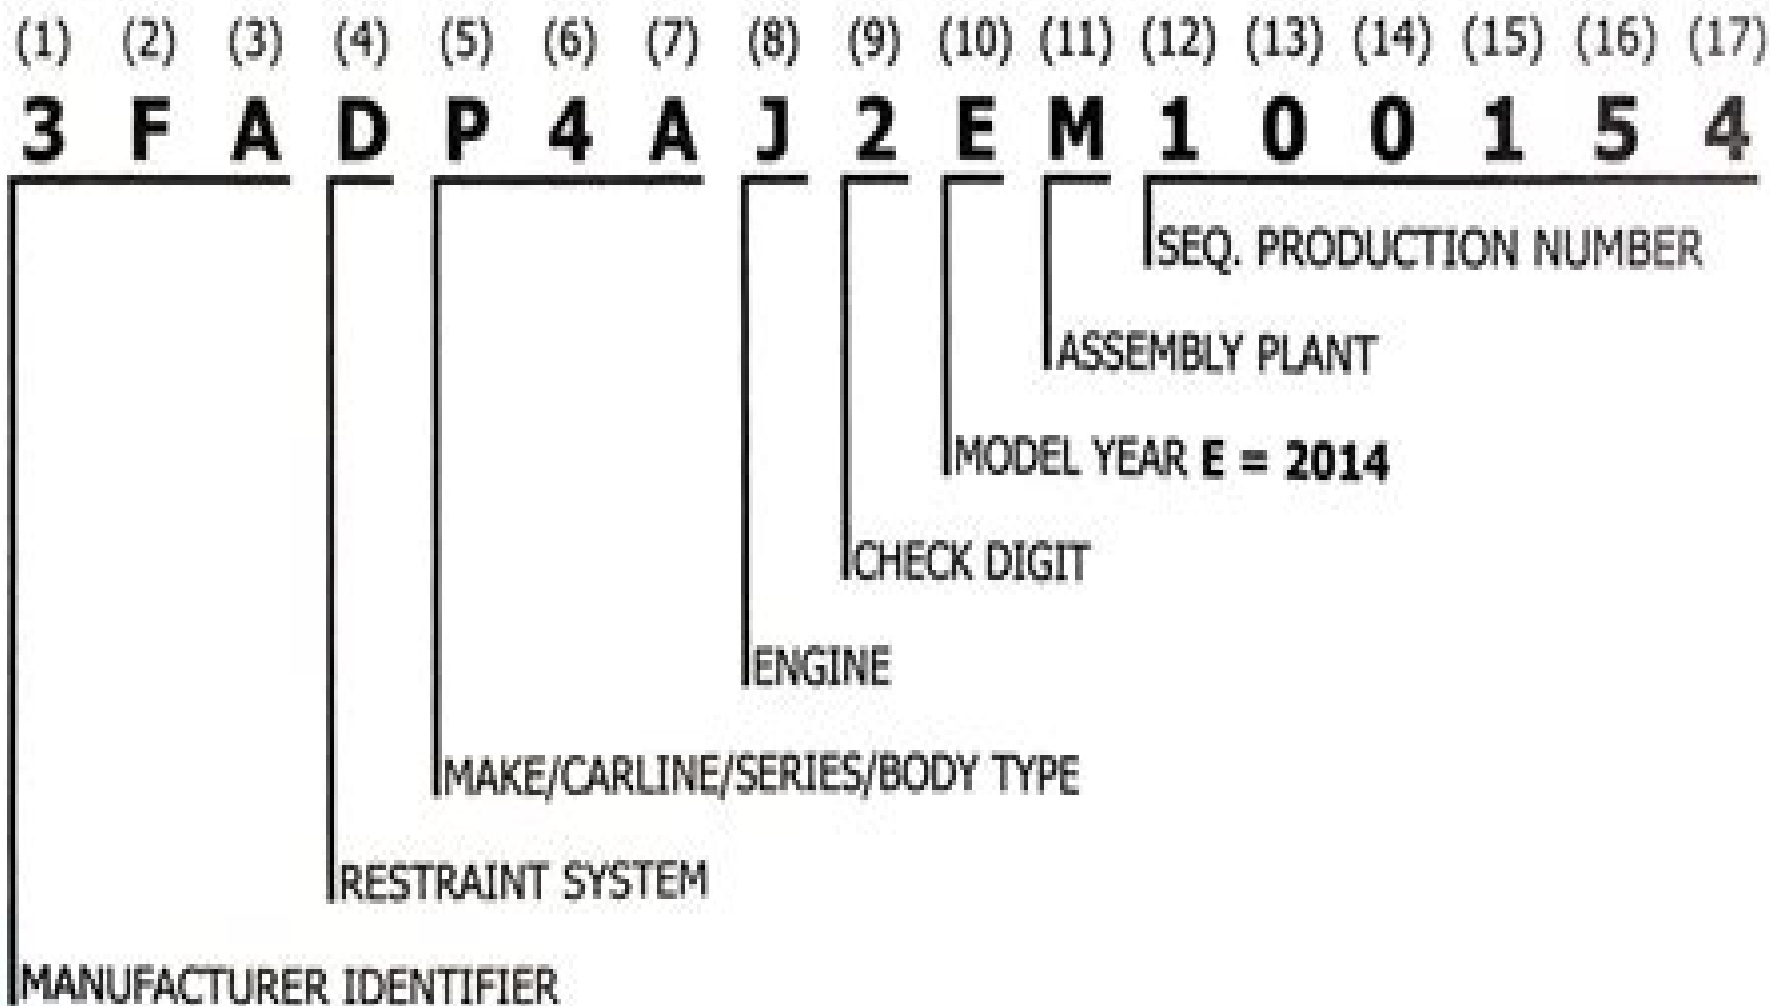 (1) (2) (3) (4) (5) (6) (7) (8) (9) (10) (11) (12) (13) (14) (15) (16) (17)
3 F A D P 4 A J 2 E M 1 0 0 1 5 4
SEQ. PRODUCTION NUMBER
ASSEMBLY PLANT
MODEL YEAR E = 2014
CHECK DIGIT
ENGINE
MAKE/CARLINE/SERIES/BODY TYPE
RESTRAINT SYSTEM
MANUFACTURER IDENTIFIER